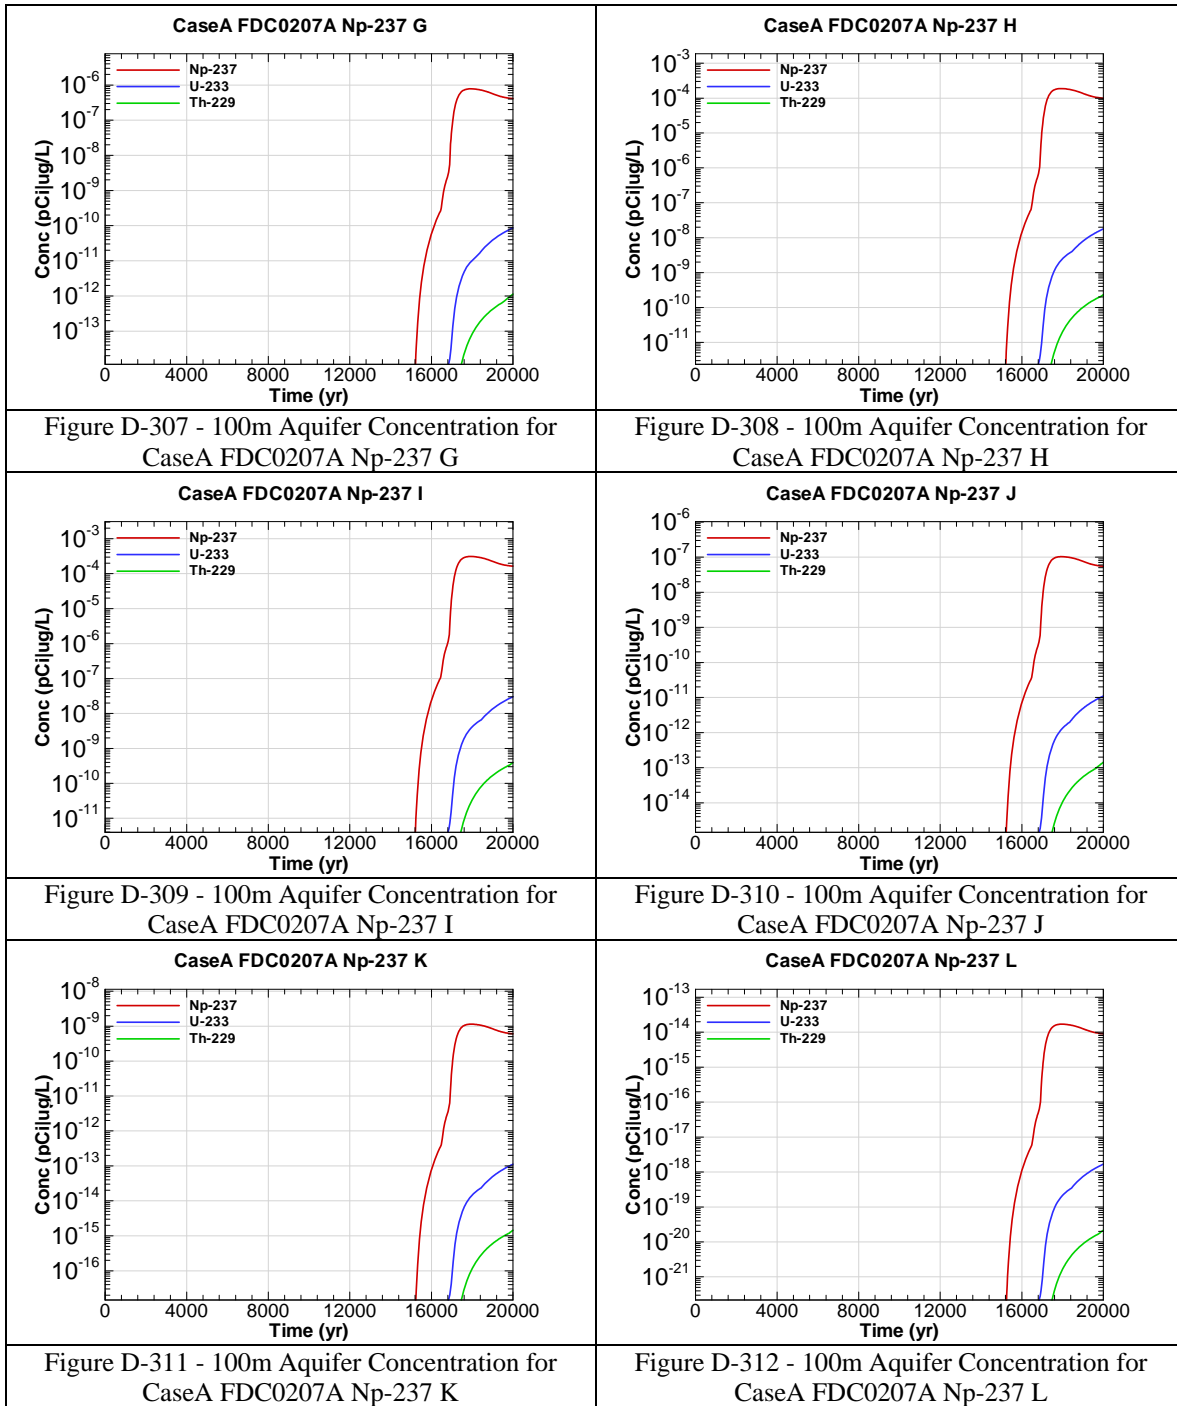 CaseA FDC0207A Np-237 G
Conc (pCi|ug/L)
10-6
10-7
10-8
10-9
10-10
10-11
10-12
10-13
Np-237
U-233
Th-229
0 4000 8000 12000 16000 20000
Time (yr)
Figure D-307 - 100m Aquifer Concentration for
CaseA FDC0207A Np-237 G
CaseA FDC0207A Np-237 H
Conc (pCi|ug/L)
10-3
10-4
10-5
10-6
10-7
10-8
10-9
10-10
10-11
Np-237
U-233
Th-229
0 4000 8000 12000 16000 20000
Time (yr)
Figure D-308 - 100m Aquifer Concentration for
CaseA FDC0207A Np-237 H
CaseA FDC0207A Np-237 I
Conc (pCi|ug/L)
10-3
10-4
10-5
10-6
10-7
10-8
10-9
10-10
10-11
Np-237
U-233
Th-229
0 4000 8000 12000 16000 20000
Time (yr)
Figure D-309 - 100m Aquifer Concentration for
CaseA FDC0207A Np-237 I
CaseA FDC0207A Np-237 J
Conc (pCi|ug/L)
10-6
10-7
10-8
10-9
10-10
10-11
10-12
10-13
10-14
Np-237
U-233
Th-229
0 4000 8000 12000 16000 20000
Time (yr)
Figure D-310 - 100m Aquifer Concentration for
CaseA FDC0207A Np-237 J
CaseA FDC0207A Np-237 K
Conc (pCi|ug/L)
10-8
10-9
10-10
10-11
10-12
10-13
10-14
10-15
10-16
Np-237
U-233
Th-229
0 4000 8000 12000 16000 20000
Time (yr)
Figure D-311 - 100m Aquifer Concentration for
CaseA FDC0207A Np-237 K
CaseA FDC0207A Np-237 L
Conc (pCi|ug/L)
10-13
10-14
10-15
10-16
10-17
10-18
10-19
10-20
10-21
Np-237
U-233
Th-229
0 4000 8000 12000 16000 20000
Time (yr)
Figure D-312 - 100m Aquifer Concentration for
CaseA FDC0207A Np-237 L